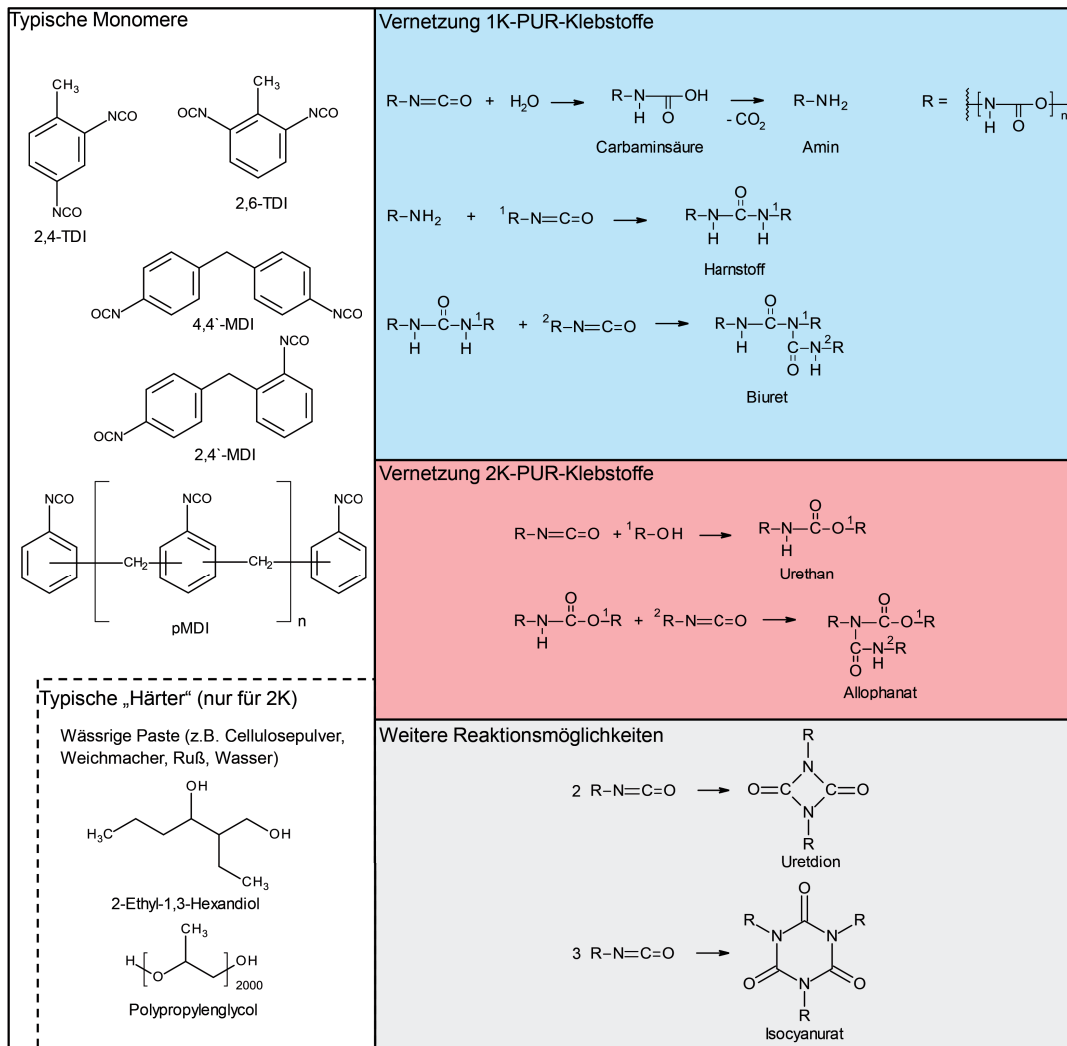 Typische Monomere
CH3
NCO
NCO
2,4-TDI
CH3
OCN
NCO
2,6-TDI
OCN
NCO
4,4`-MDI
NCO
OCN
2,4`-MDI
NCO
NCO
NCO
CH2
CH2
n
pMDI
Typische „Härter“ (nur für 2K)
Wässrige Paste (z.B. Cellulosepulver,
Weichmacher, Ruß, Wasser)
OH
H3C
OH
CH3
2-Ethyl-1,3-Hexandiol
CH3
H
O
OH
2000
Polypropylenglycol
Vernetzung 1K-PUR-Klebstoffe
R–N=C=O + H2O
R–N
H
C
O
OH
- CO2
R–NH2
R =
N
H
C
O
O
n
Carbaminsäure
Amin
R–NH2 + 1R–N=C=O
O
R–N–C–N–1R
H H
Harnstoff
O
R–N–C–N–1R + 2R–N=C=O
H H
O
R–N–C–N–1R
H
C–N–2R
O H
Biuret
Vernetzung 2K-PUR-Klebstoffe
R–N=C=O + 1R–OH
O
R–N–C–O–1R
H
Urethan
O
R–N–C–O–1R + 2R–N=C=O
H
O
R–N–C–O–1R
C–N–2R
O H
Allophanat
Weitere Reaktionsmöglichkeiten
2 R–N=C=O
R
N
O=C C=O
N
R
Uretdion
3 R–N=C=O
O
R R
N N
O O
N
R
Isocyanurat